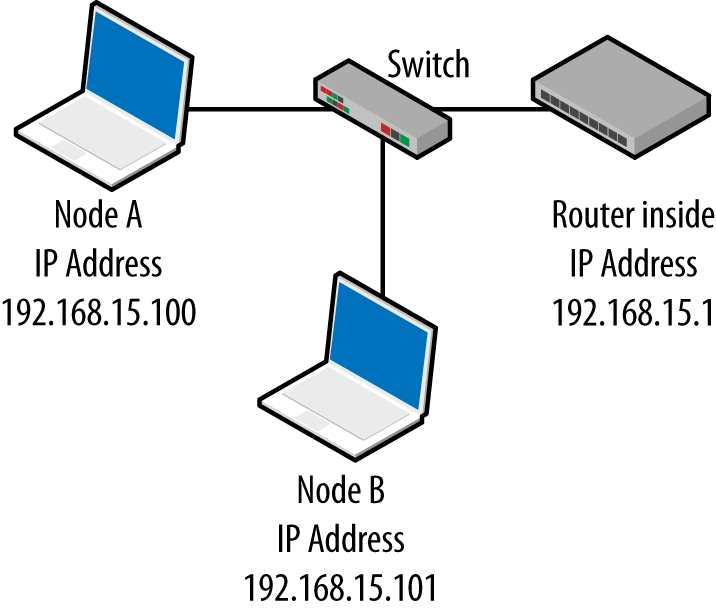 Switch
Node A
IP Address
192.168.15.100
Router inside
IP Address
192.168.15.1
Node B
IP Address
192.168.15.101